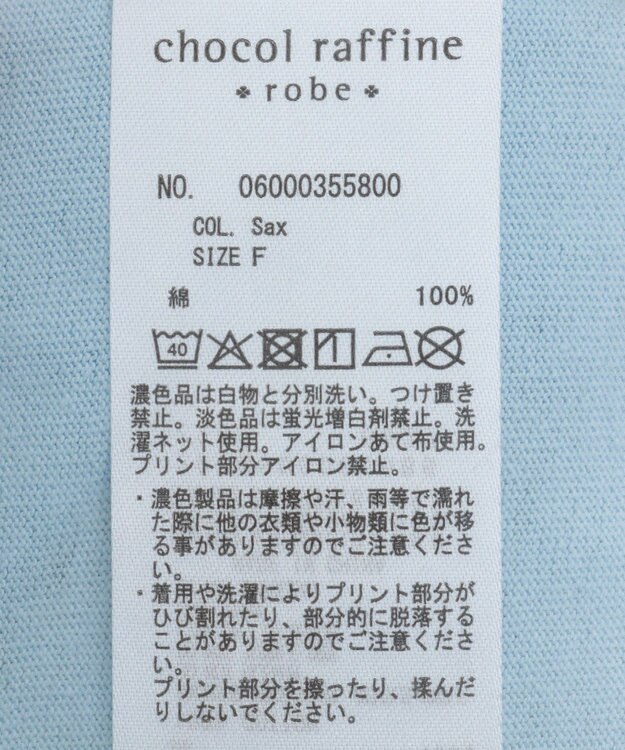 chocol raffine
robe
NO. 06000355800
COL. Sax
SIZE F
綿 100%
40
濃色品は白物と分別洗い。つけ置き
禁止。淡色品は蛍光増白剤禁止。洗
濯ネット使用。アイロンあて布使用。
プリント部分アイロン禁止。
・濃色製品は摩擦や汗、雨等で濡れ
た際に他の衣類や小物類に色が移
る事がありますのでご注意くださ
い。
・着用や洗濯によりプリント部分が
ひび割れたり、部分的に脱落する
ことがありますのでご注意くださ
い。
プリント部分を擦ったり、揉んだ
りしないでください。